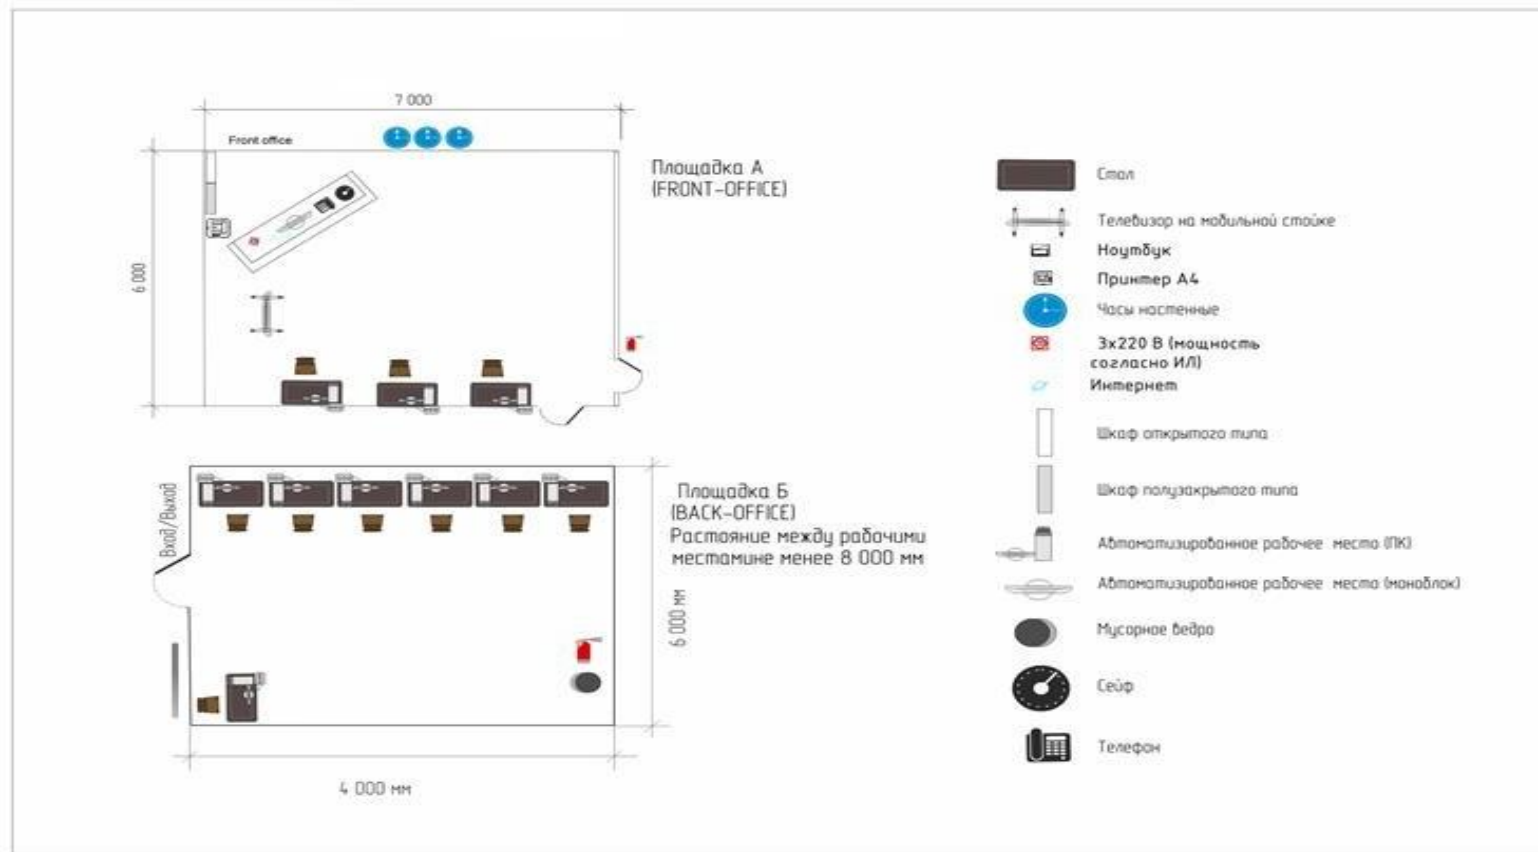 7 000
Front office
6 000
Площадка А
(FRONT-OFFICE)
Вход/Выход
Площадка Б
(BACK-OFFICE)
Растояние между рабочими
местамине менее 8 000 мм
6 000 мм
4 000 мм
Стол
Телевизор на мобильной стойке
Ноутбук
Принтер А4
Часы настенные
3х220 В (мощность
согласно ИЛ)
Интернет
Шкаф открытого типа
Шкаф полузакрытого типа
Автоматизированное рабочее место (ПК)
Автоматизированное рабочее место (моноблок)
Мусорное ведро
Сейф
Телефон